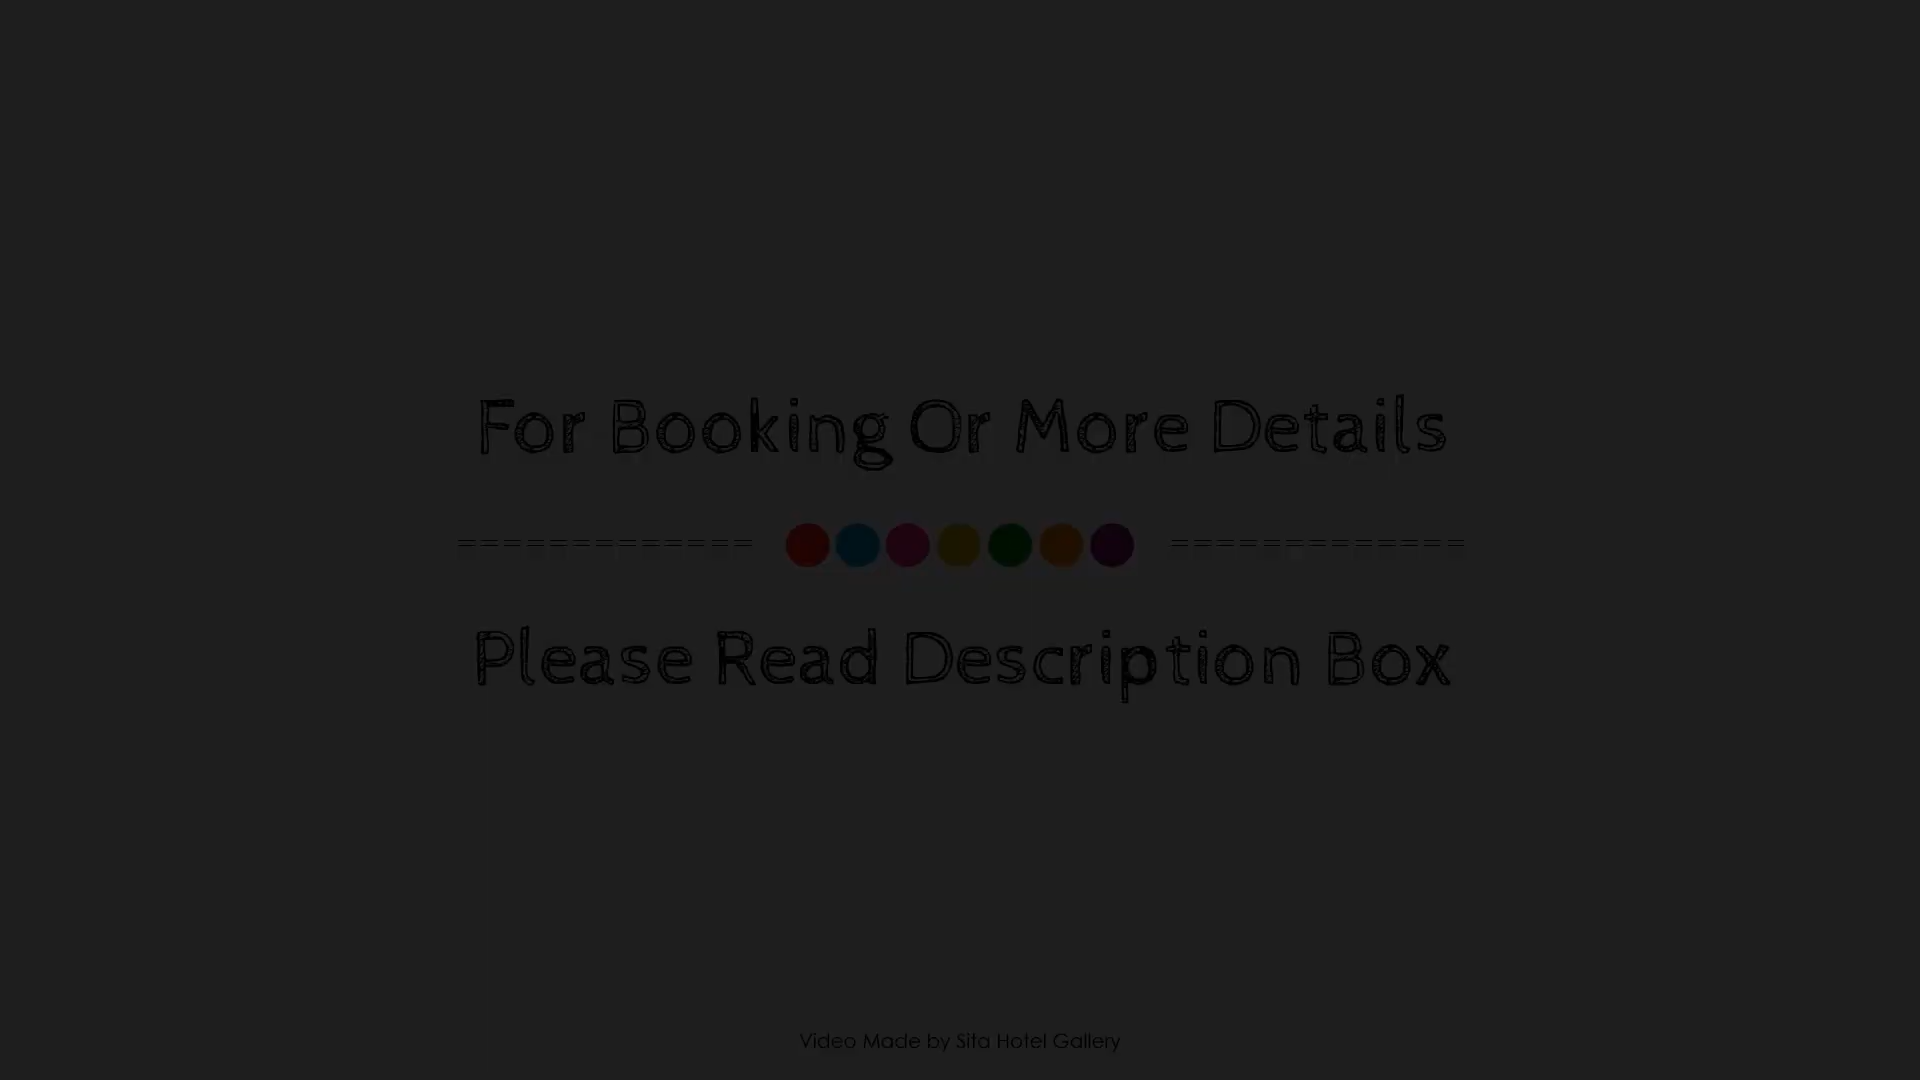 For Booking Or More Details
============= =============
Please Read Description Box
Video Made by Sita Hotel Gallery